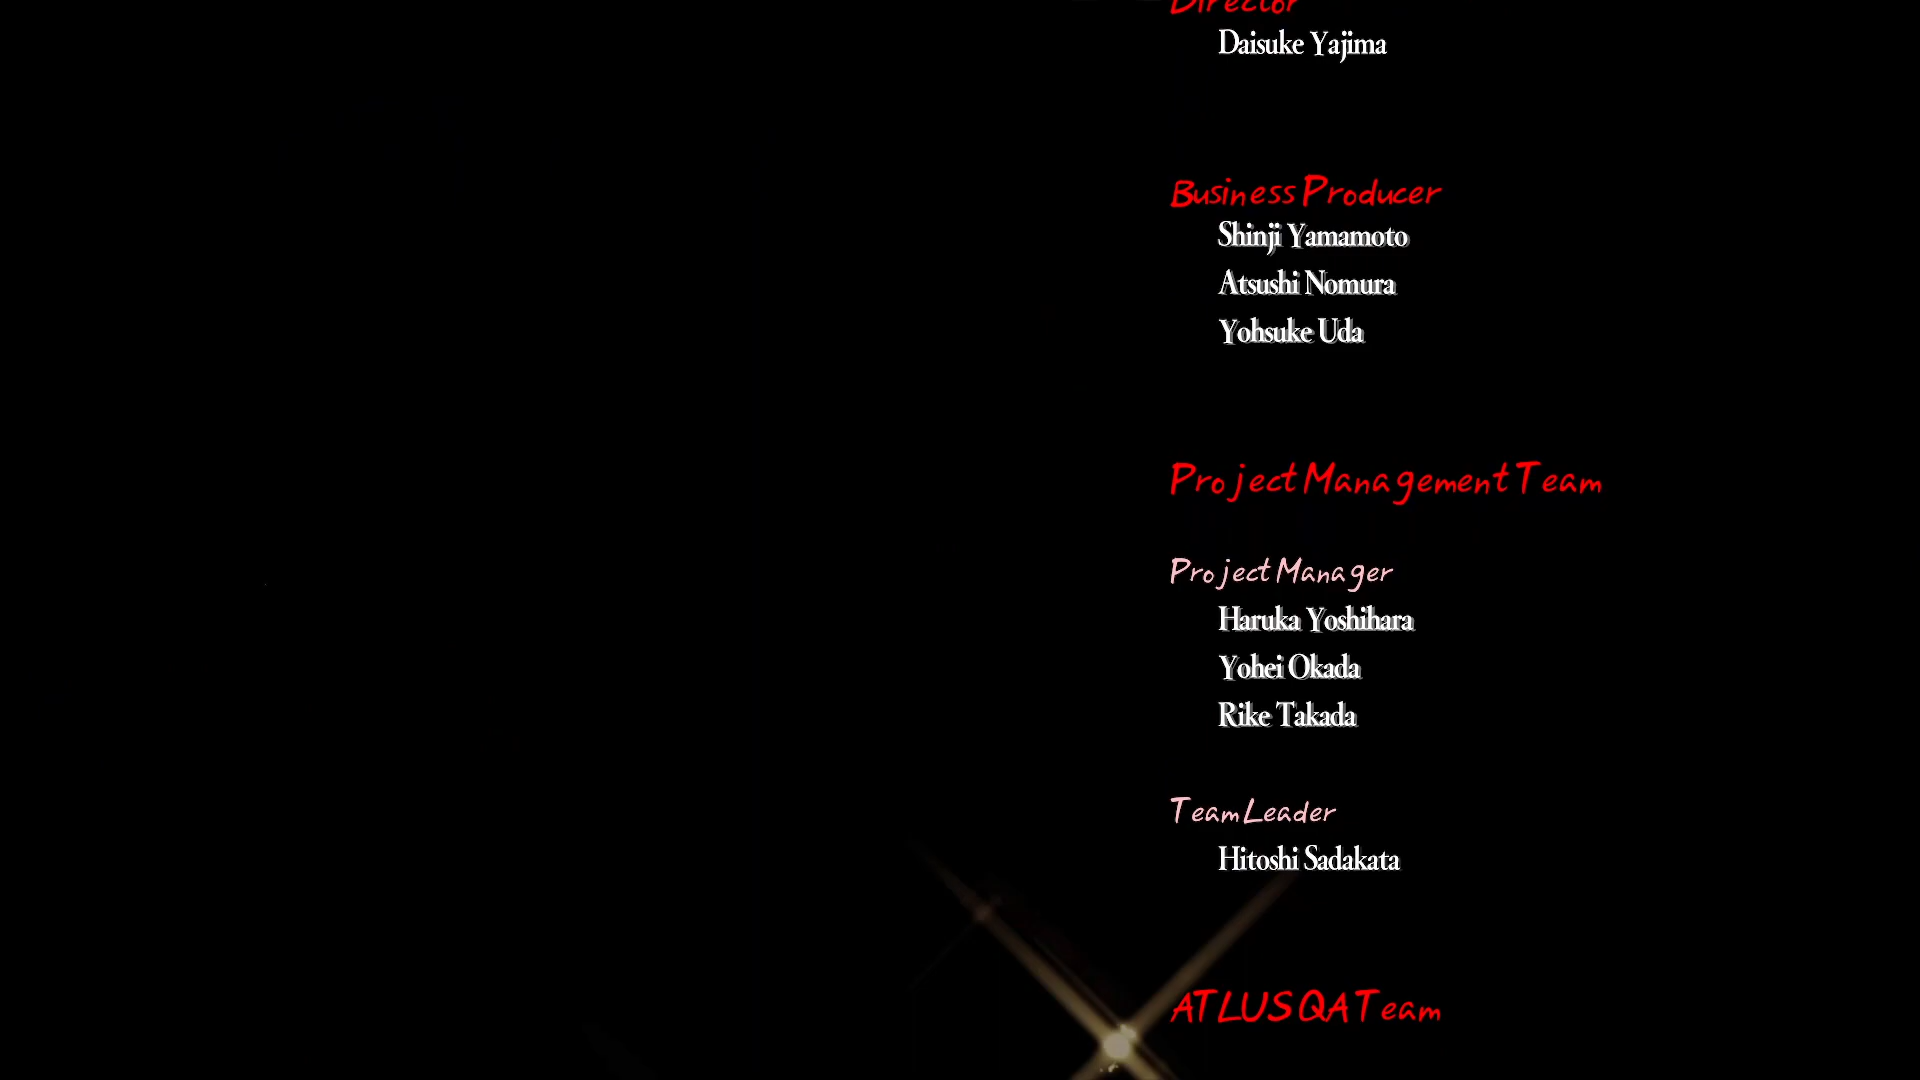 Director
Daisuke Yajima
Business Producer
Shinji Yamamoto
Atsushi Nomura
Yohsuke Uda
Project Management Team
Project Manager
Haruka Yoshihara
Yohei Okada
Rike Takada
Team Leader
Hitoshi Sadakata
ATLUS QA Team